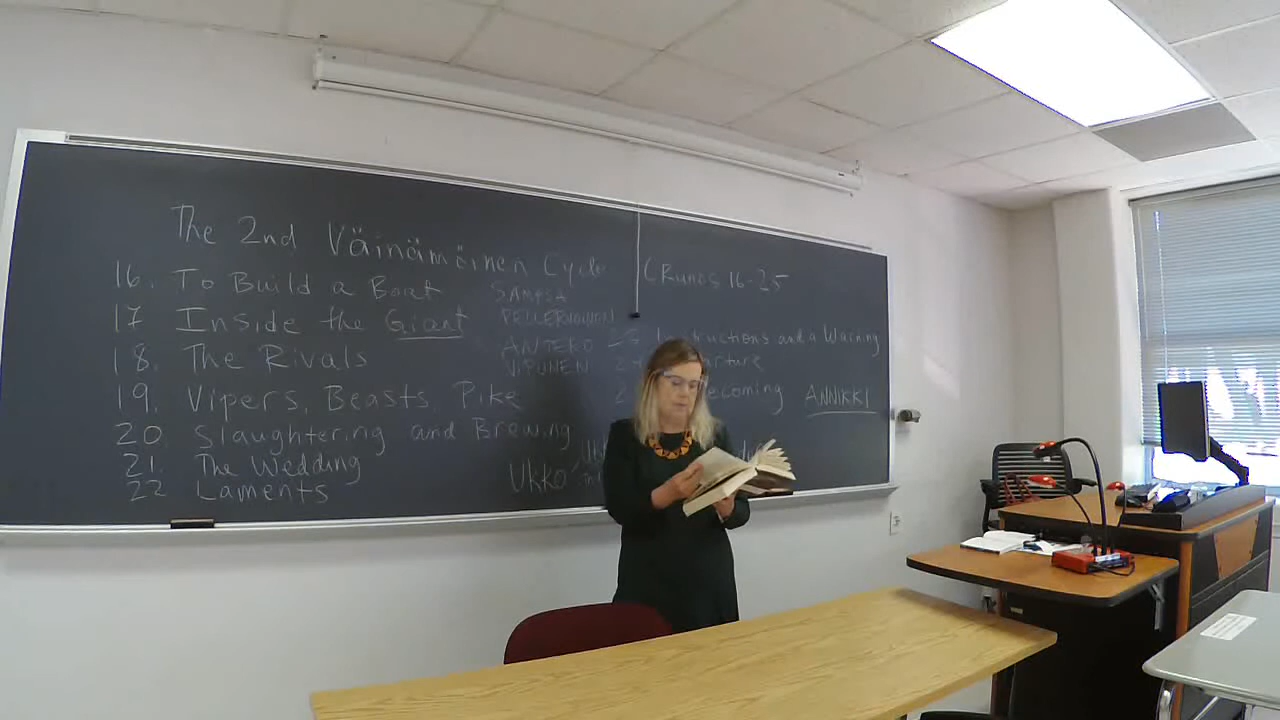 The 2nd Väinämöinen Cycle (Runos 16-25
16. To Build a Boat
SAMPSA
PELLERVOINEN
17 Inside the Giant
18. The Rivals
ANTERO
19. Vipers, Beasts, Pike
20. Slaughtering and
21. The Wedding
22 Laments
Instructions and a Warning
ANNIKKI
Ukko